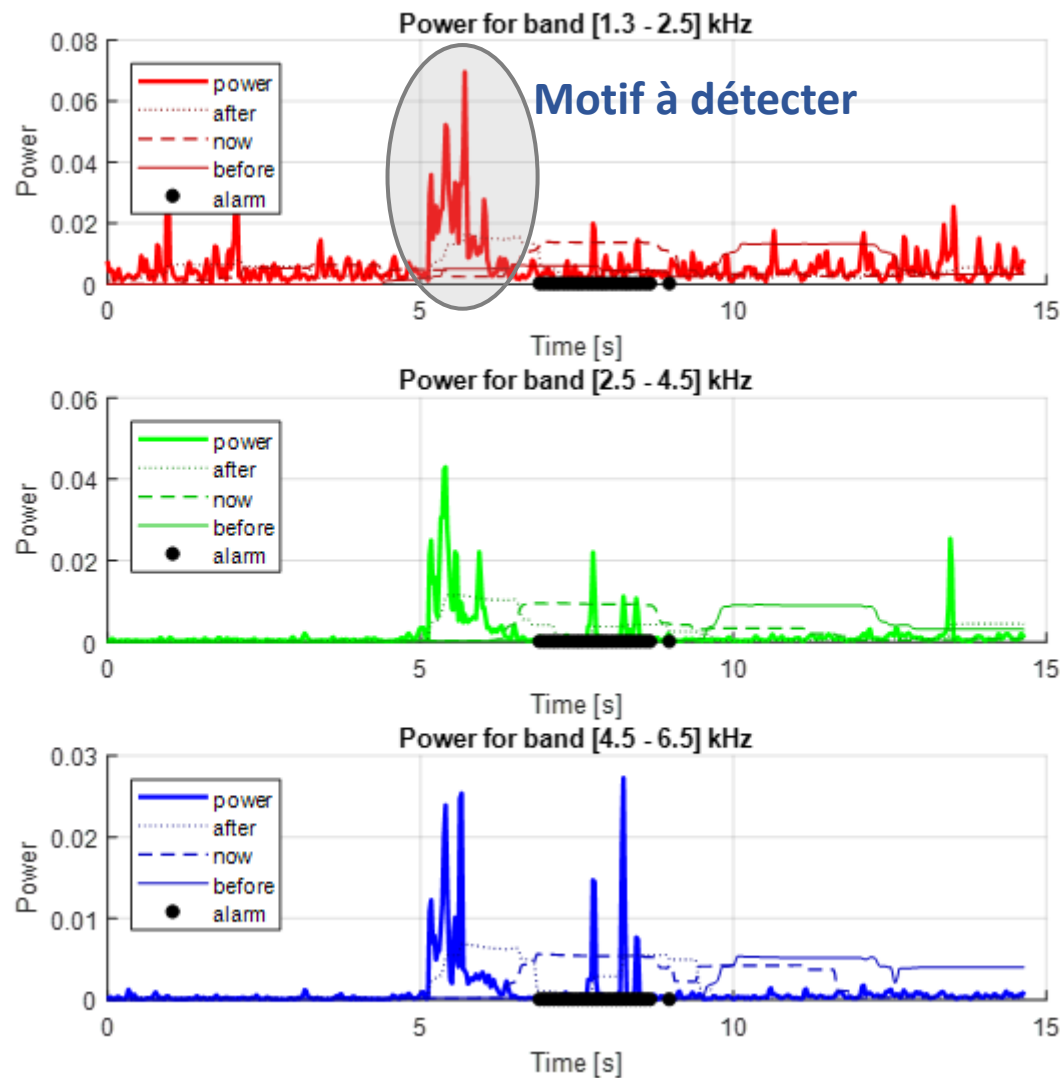 Power for band [1.3 - 2.5] kHz
0.08
0.06
0.04
0.02
0
Power
power
after
now
before
alarm
Motif à détecter
0
5
10
15
Time [s]
Power for band [2.5 - 4.5] kHz
0.06
0.04
0.02
0
Power
power
after
now
before
alarm
0
5
10
15
Time [s]
Power for band [4.5 - 6.5] kHz
0.03
0.02
0.01
0
Power
power
after
now
before
alarm
0
5
10
15
Time [s]